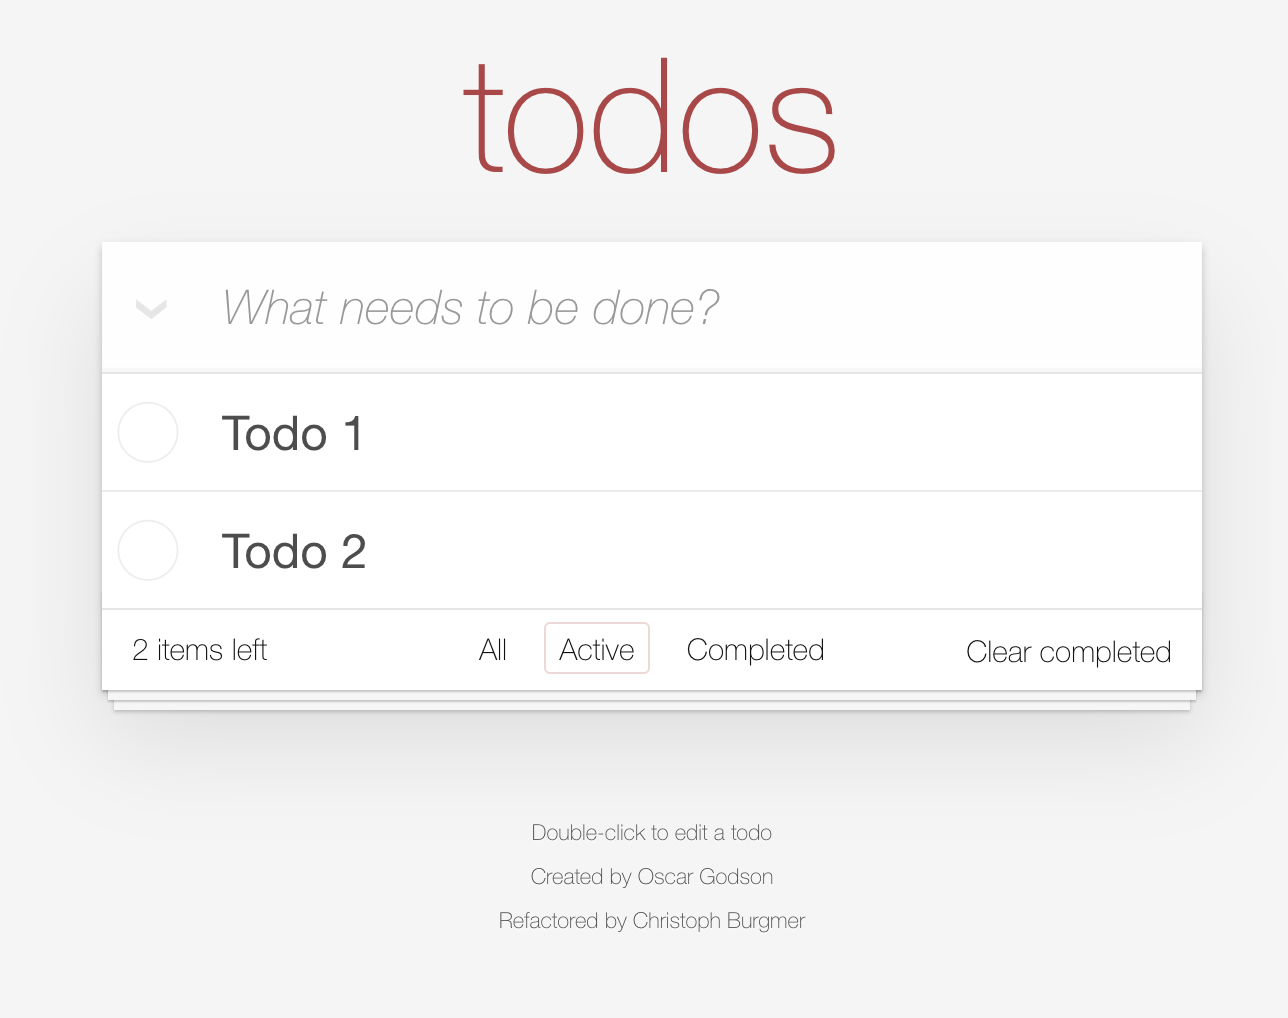 todos
What needs to be done?
Todo 1
Todo 2
2 items left All Active Completed Clear completed
Double-click to edit a todo
Created by Oscar Godson
Refactored by Christoph Burgmer